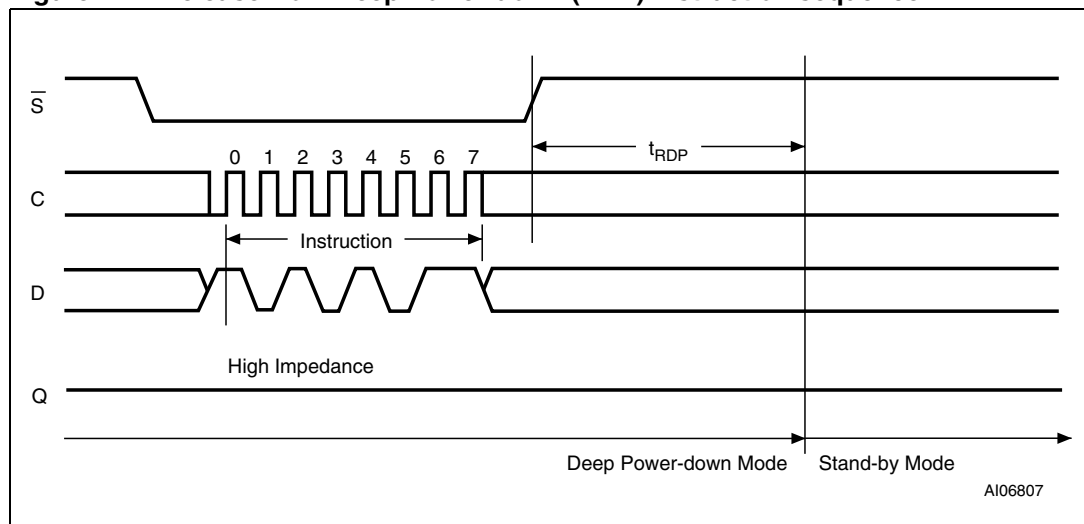 S
0 1 2 3 4 5 6 7
tRDP
C
Instruction
D
High Impedance
Q
Deep Power-down Mode Stand-by Mode
AI06807